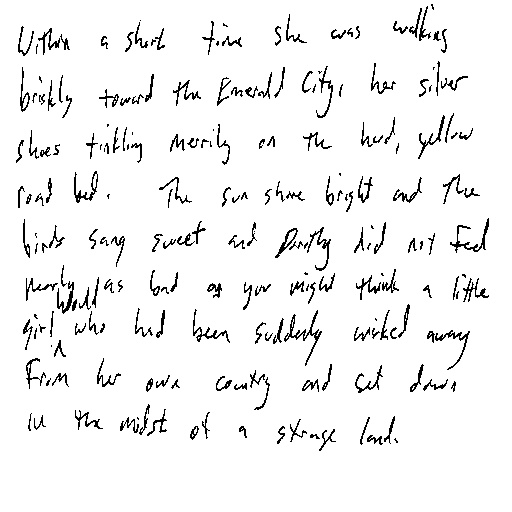 Within a short time she was walking
briskly toward the Emerald City, her silver
shoes tinkling merrily on the hard, yellow
road bed. The sun shone bright and the
birds sang sweet and Dorothy did not feel
nearly as bad as you might think a little
girl would who had been suddenly wisked away
From her own country and set down
in the midst of a strange land.